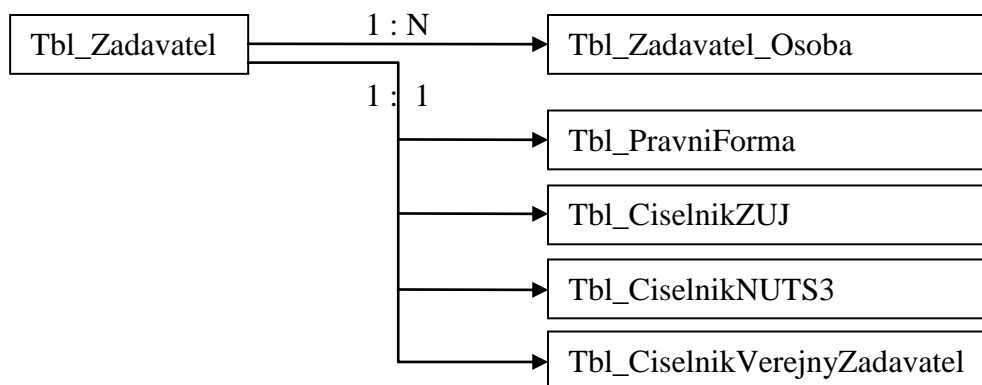 Tbl_Zadavatel
1 : N
Tbl_Zadavatel_Osoba
1 : 1
Tbl_PravniForma
Tbl_CiselnikZUJ
Tbl_CiselnikNUTS3
Tbl_CiselnikVerejnyZadavatel